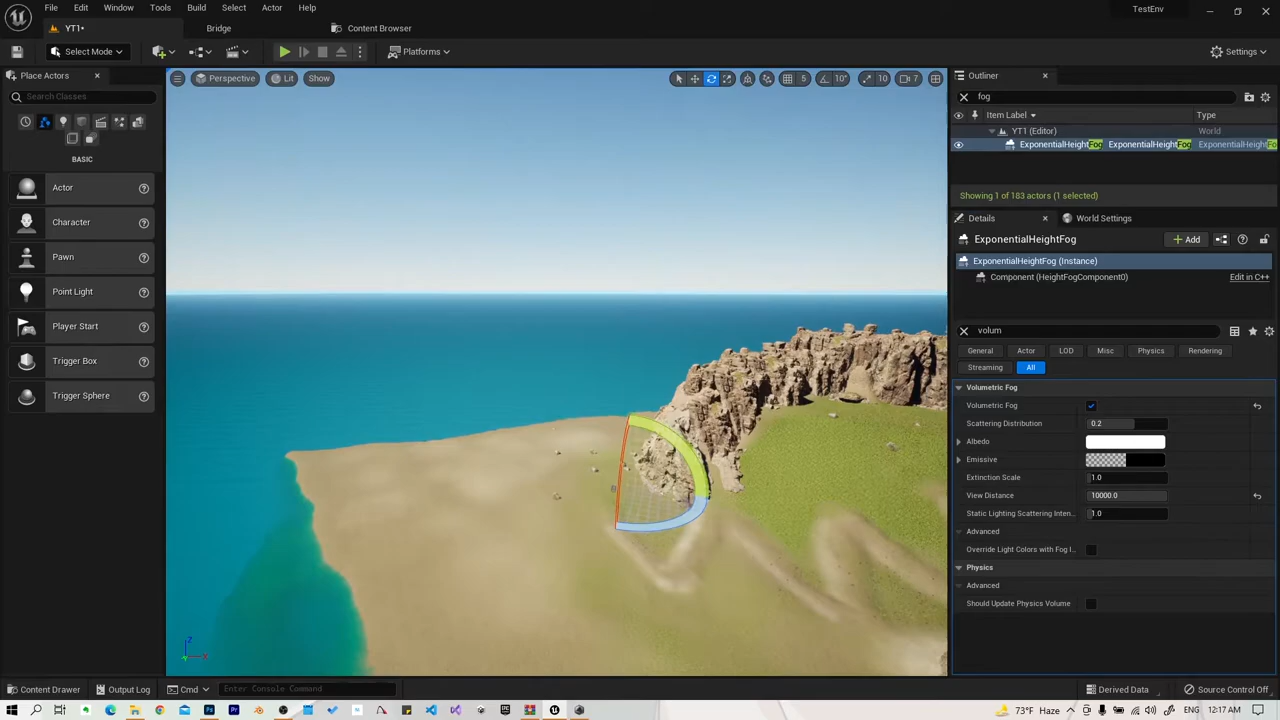 File Edit Window Tools Build Select Actor Help
TestEnv
YT1•
Bridge
Content Browser
Select Mode
Platforms
Settings
Place Actors
Search Classes
BASIC
Actor
Character
Pawn
Point Light
Player Start
Trigger Box
Trigger Sphere
Perspective
Lit
Show
5
10°
10
7
Outliner
fog
Item Label
Type
YT1 (Editor)
World
ExponentialHeightFog ExponentialHeightFog ExponentialHeightFo
Showing 1 of 183 actors (1 selected)
Details
World Settings
ExponentialHeightFog
Add
ExponentialHeightFog (Instance)
Component (HeightFogComponent0)
Edit in C++
volum
General Actor LOD Misc Physics Rendering
Streaming All
Volumetric Fog
Volumetric Fog
Scattering Distribution 0.2
Albedo
Emissive
Extinction Scale 1.0
View Distance 10000.0
Static Lighting Scattering Inten... 1.0
Advanced
Override Light Colors with Fog I...
Physics
Advanced
Should Update Physics Volume
Z
X
Content Drawer
Output Log
Cmd
Enter Console Command
Derived Data
Source Control Off
73°F Haze
12:17 AM